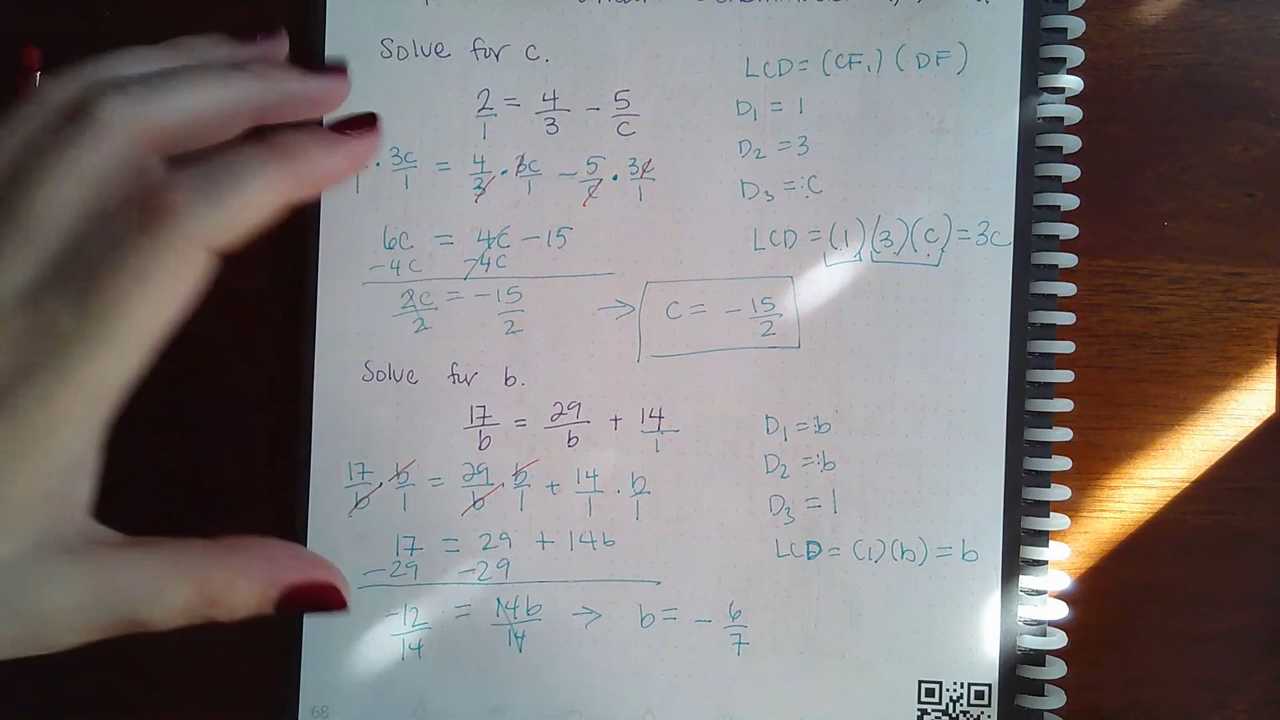 Solve for c.
2/1 = 4/3 - 5/c
· 3c/1 = 4/3 · 3c/1 - 5/c · 3c/1
6c = 4c - 15
-4c -4c
2c/2 = -15/2 → c = - 15/2
LCD = (CF.) (DF)
D₁ = 1
D₂ = 3
D₃ = c
LCD = (1)(3)(c) = 3c
Solve for b.
17/b = 29/b + 14/1
17/b · b/1 = 29/b · b/1 + 14/1 · b/1
17 = 29 + 14b
-29 -29
-12/14 = 14b/14 → b = - 6/7
D₁ = b
D₂ = b
D₃ = 1
LCD = (1)(b) = b
68